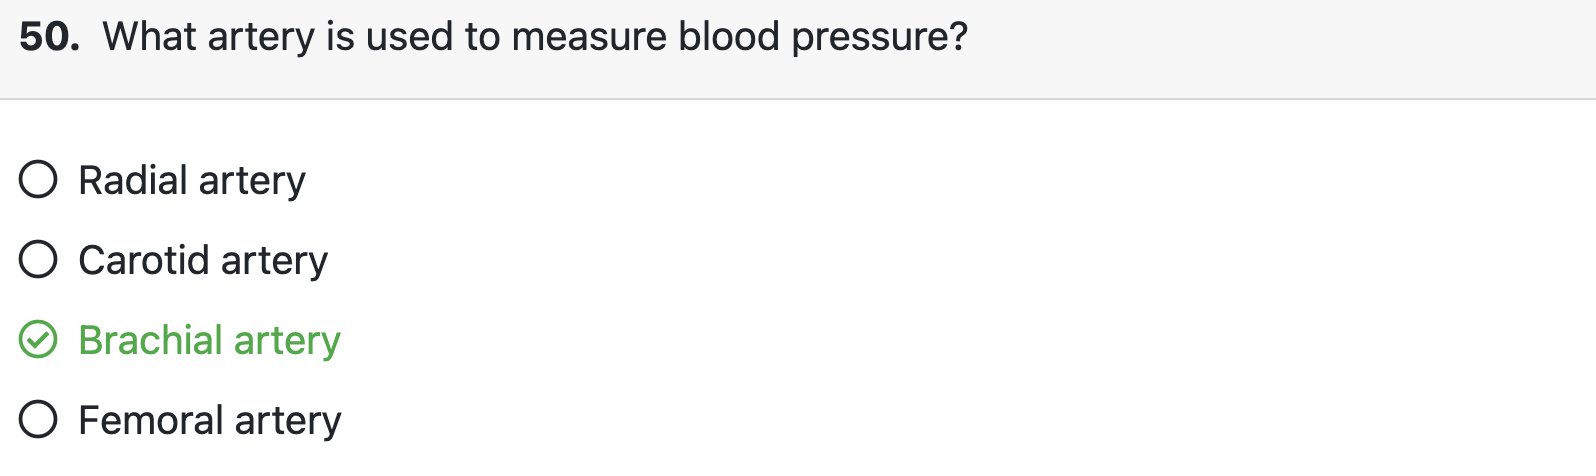 50. What artery is used to measure blood pressure?
Radial artery
Carotid artery
Brachial artery
Femoral artery